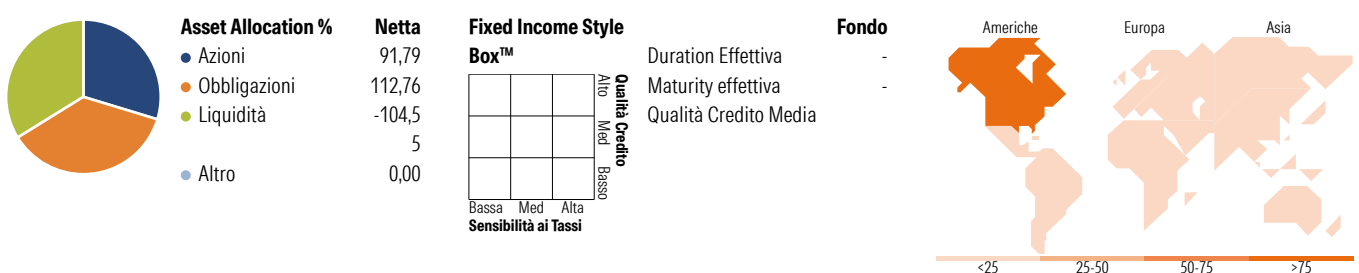 Asset Allocation % Netta
Azioni 91,79
Obbligazioni 112,76
Liquidità -104,5
5
Altro 0,00
Fixed Income Style
Box™
Fondo
Duration Effettiva -
Maturity effettiva -
Qualità Credito Media
Alto Med Basso
Qualità Credito
Bassa Med Alta
Sensibilità ai Tassi
Americhe Europa Asia
<25 25-50 50-75 >75